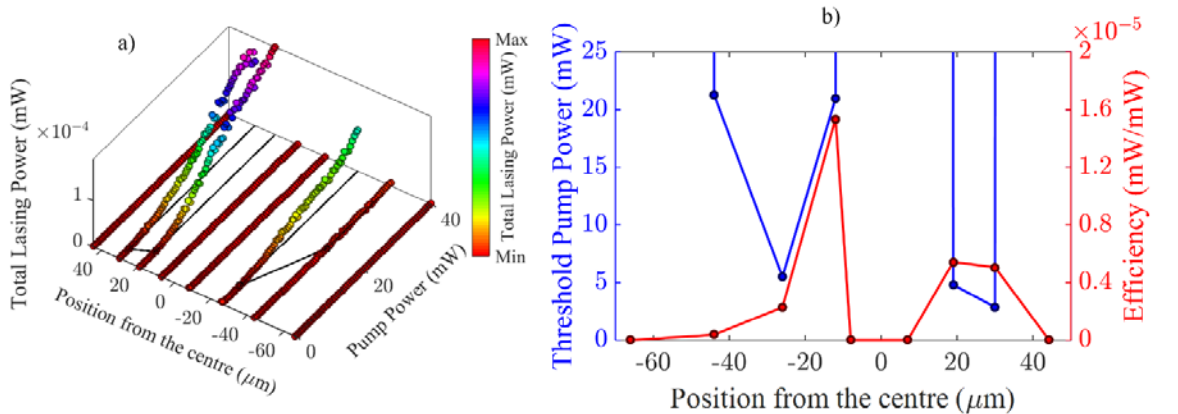 a)
Total Lasing Power (mW)
×10⁻⁴
1
0
40
20
0
-20
-40
-60
Position from the centre (μm)
0
20
40
Pump Power (mW)
Max
Total Lasing Power (mW)
Min
b)
Threshold Pump Power (mW)
25
20
15
10
5
0
-60
-40
-20
0
20
40
Position from the centre (μm)
×10⁻⁵
2
1.6
1.2
0.8
0.4
0
Efficiency (mW/mW)